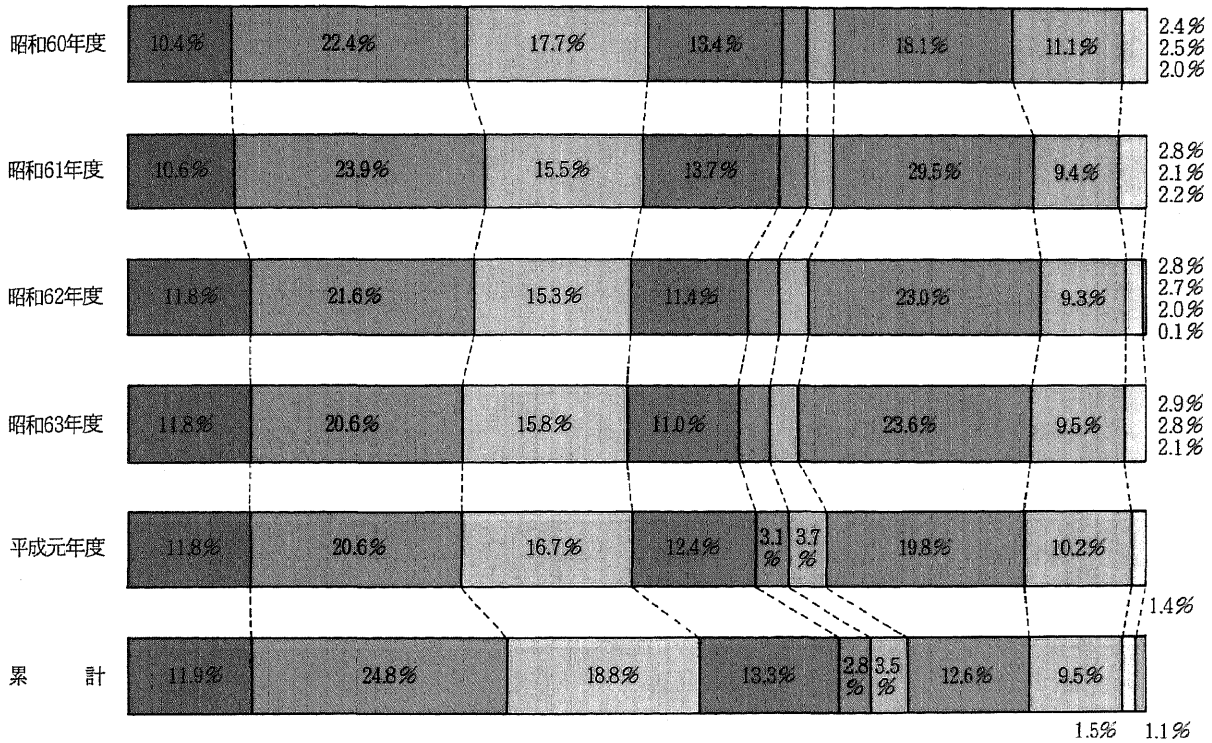 昭和60年度 10.4% 22.4% 17.7% 13.4% 18.1% 11.1% 2.4%
2.5%
2.0%
昭和61年度 10.6% 23.9% 15.5% 13.7% 29.5% 9.4% 2.8%
2.1%
2.2%
昭和62年度 11.8% 21.6% 15.3% 11.4% 23.0% 9.3% 2.8%
2.7%
2.0%
0.1%
昭和63年度 11.8% 20.6% 15.8% 11.0% 23.6% 9.5% 2.9%
2.8%
2.1%
平成元年度 11.8% 20.6% 16.7% 12.4% 3.1% 3.7% 19.8% 10.2%
1.4%
累計 11.9% 24.8% 18.8% 13.3% 2.8% 3.5% 12.6% 9.5%
1.5% 1.1%